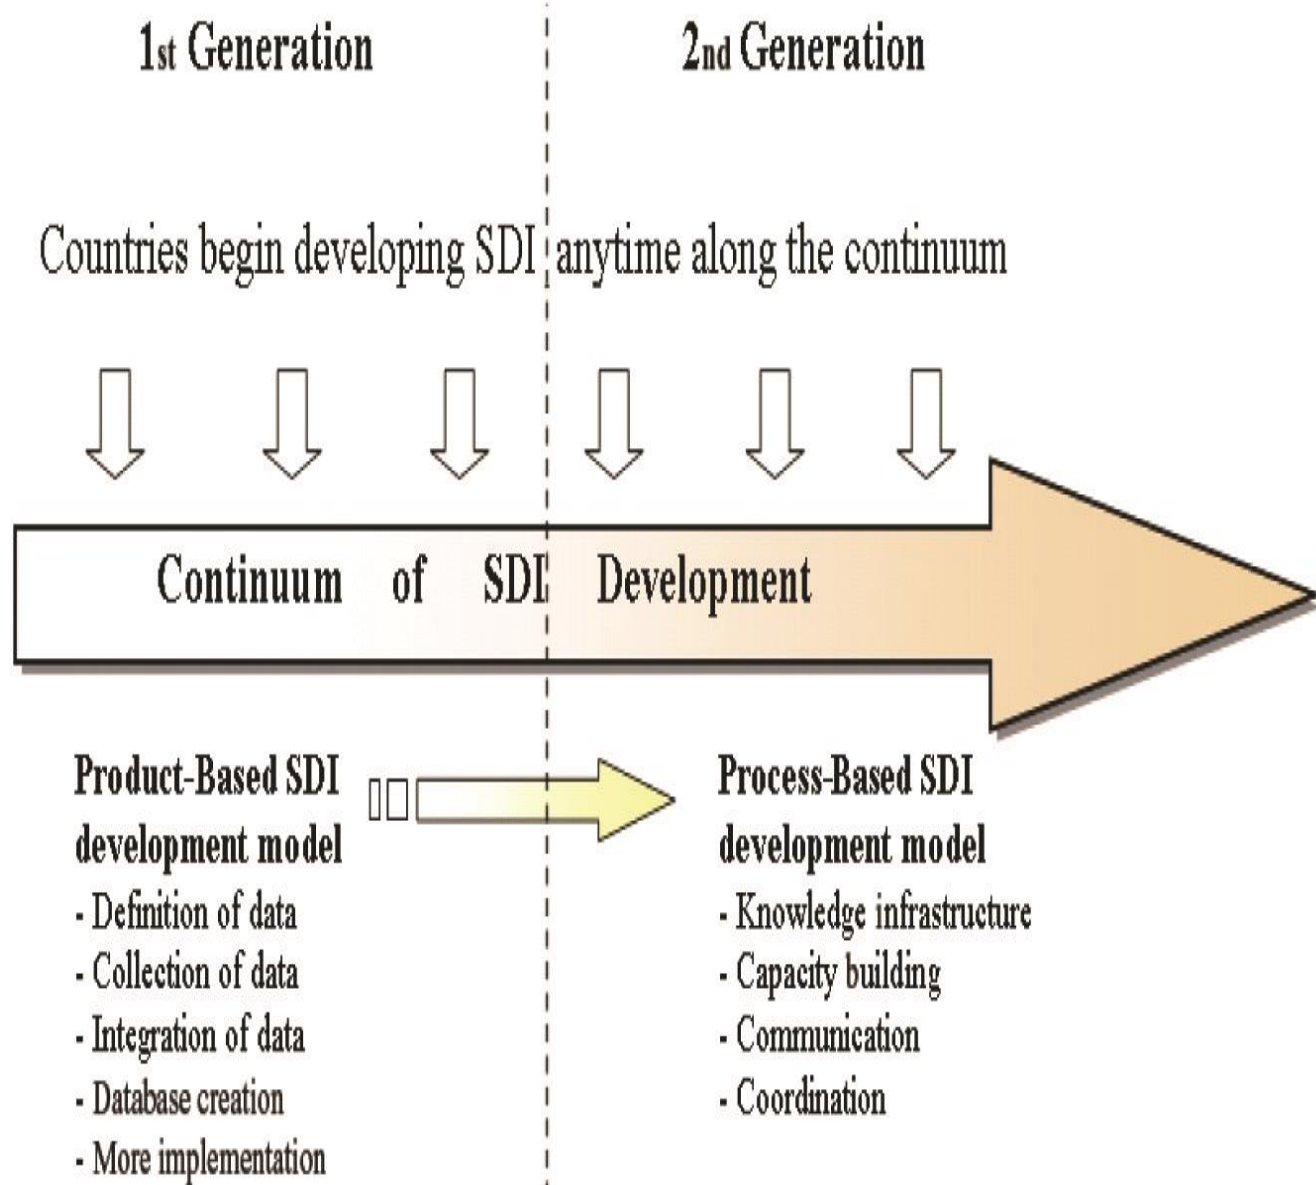 1st Generation
2nd Generation
Countries begin developing SDI anytime along the continuum
Continuum of SDI Development
Product-Based SDI
development model
- Definition of data
- Collection of data
- Integration of data
- Database creation
- More implementation
Process-Based SDI
development model
- Knowledge infrastructure
- Capacity building
- Communication
- Coordination